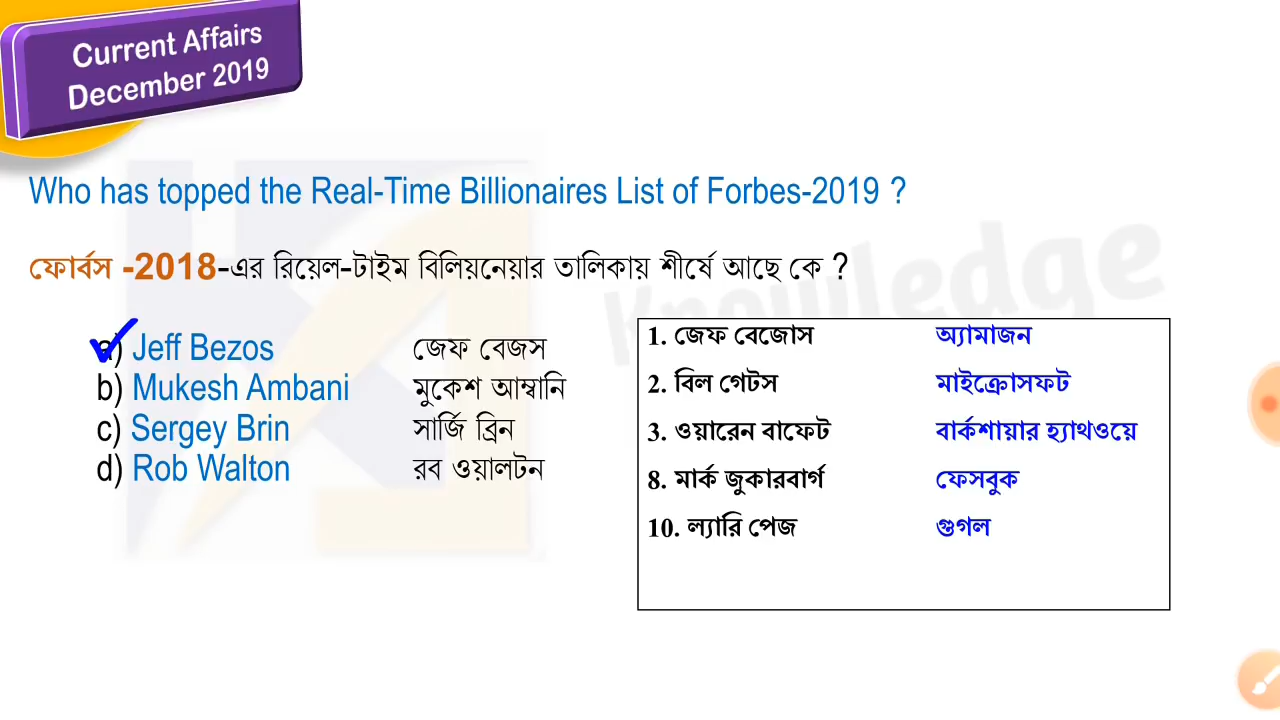 Current Affairs
December 2019
Who has topped the Real-Time Billionaires List of Forbes-2019 ?
ফোর্বস -2018-এর রিয়েল-টাইম বিলিয়নেয়ার তালিকায় শীর্ষে আছে কে ?
a) Jeff Bezos জেফ বেজস
b) Mukesh Ambani মুকেশ আম্বানি
c) Sergey Brin সার্জি ব্রিন
d) Rob Walton রব ওয়ালটন
1. জেফ বেজোস অ্যামাজন
2. বিল গেটস মাইক্রোসফট
3. ওয়ারেন বাফেট বার্কশায়ার হ্যাথওয়ে
8. মার্ক জুকারবার্গ ফেসবুক
10. ল্যারি পেজ গুগল
Knowledge